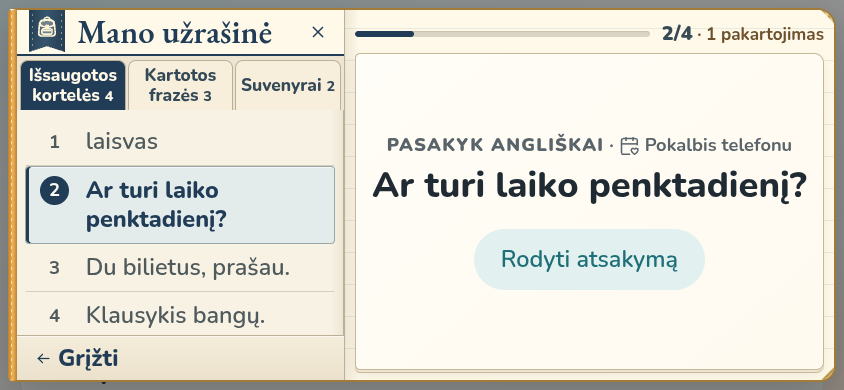 Mano užrašinė ×
Išsaugotos
kortelės 4
Kartotos
frazės 3
Suvenyrai 2
1 laisvas
2 Ar turi laiko
penktadienį?
3 Du bilietus, prašau.
4 Klausykis bangų.
← Grįžti
2/4 · 1 pakartojimas
PASAKYK ANGLIŠKAI · Pokalbis telefonu
Ar turi laiko penktadienį?
Rodyti atsakymą